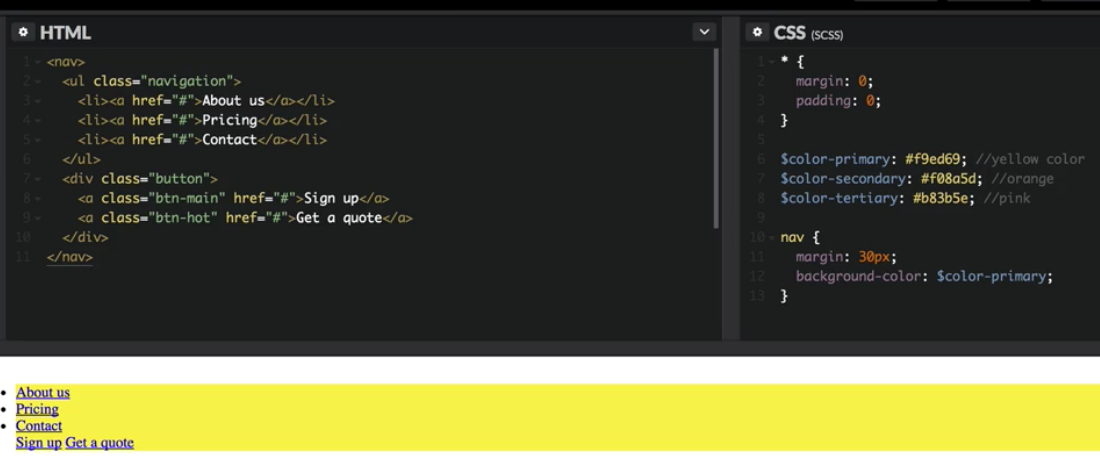 HTML
1 <nav>
2 <ul class="navigation">
3 <li><a href="#">About us</a></li>
4 <li><a href="#">Pricing</a></li>
5 <li><a href="#">Contact</a></li>
6 </ul>
7 <div class="button">
8 <a class="btn-main" href="#">Sign up</a>
9 <a class="btn-hot" href="#">Get a quote</a>
10 </div>
11 </nav>
CSS (SCSS)
1 * {
2 margin: 0;
3 padding: 0;
4 }
5
6 $color-primary: #f9ed69; //yellow color
7 $color-secondary: #f08a5d; //orange
8 $color-tertiary: #b83b5e; //pink
9
10 nav {
11 margin: 30px;
12 background-color: $color-primary;
13 }
• About us
• Pricing
• Contact
Sign up Get a quote